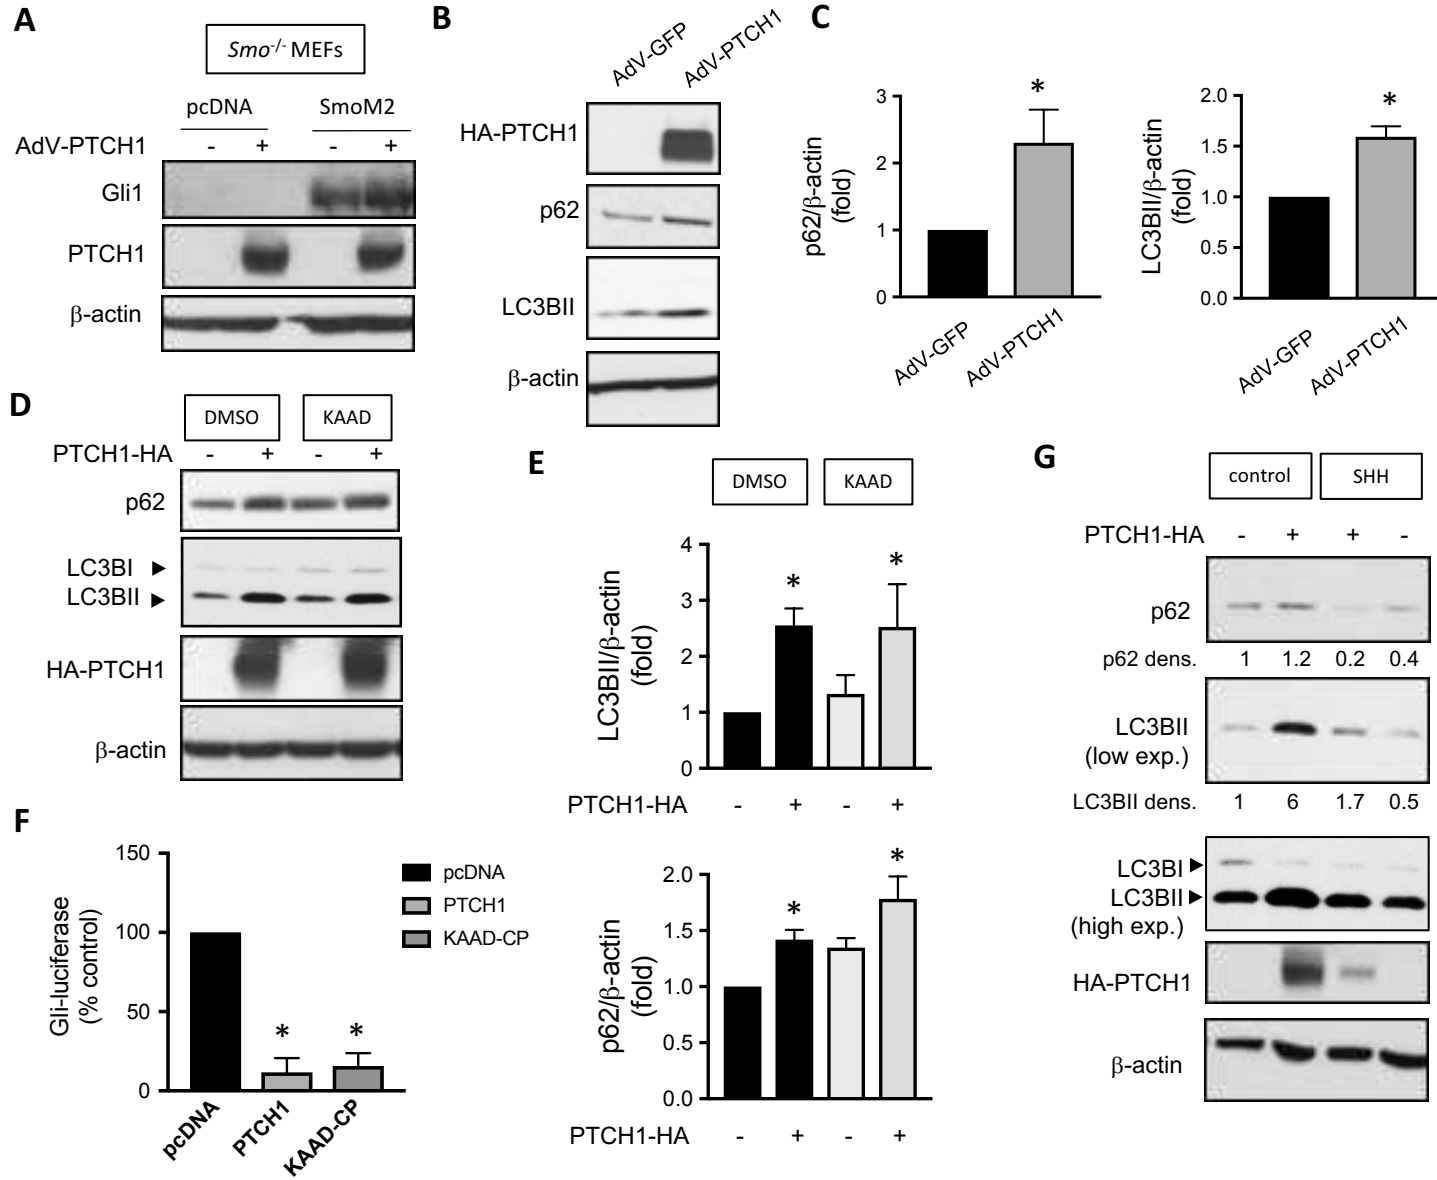 A
Smo-/- MEFs
pcDNA SmoM2
AdV-PTCH1 - + - +
Gli1
PTCH1
β-actin
B
AdV-GFP AdV-PTCH1
HA-PTCH1
p62
LC3BII
β-actin
C
p62/β-actin
(fold)
3
2
1
0
AdV-GFP AdV-PTCH1
*
LC3BII/β-actin
(fold)
2.0
1.5
1.0
0.5
0.0
AdV-GFP AdV-PTCH1
*
D
DMSO KAAD
PTCH1-HA - + - +
p62
LC3BI
LC3BII
HA-PTCH1
β-actin
E
DMSO KAAD
LC3BII/β-actin
(fold)
4
3
2
1
0
* *
PTCH1-HA - + - +
p62/β-actin
(fold)
2.0
1.5
1.0
0.5
0.0
* *
PTCH1-HA - + - +
F
Gli-luciferase
(% control)
150
100
50
0
* *
pcDNA PTCH1 KAAD-CP
pcDNA
PTCH1
KAAD-CP
G
control SHH
PTCH1-HA - + + -
p62
p62 dens. 1 1.2 0.2 0.4
LC3BII
(low exp.)
LC3BII dens. 1 6 1.7 0.5
LC3BI
LC3BII
(high exp.)
HA-PTCH1
β-actin